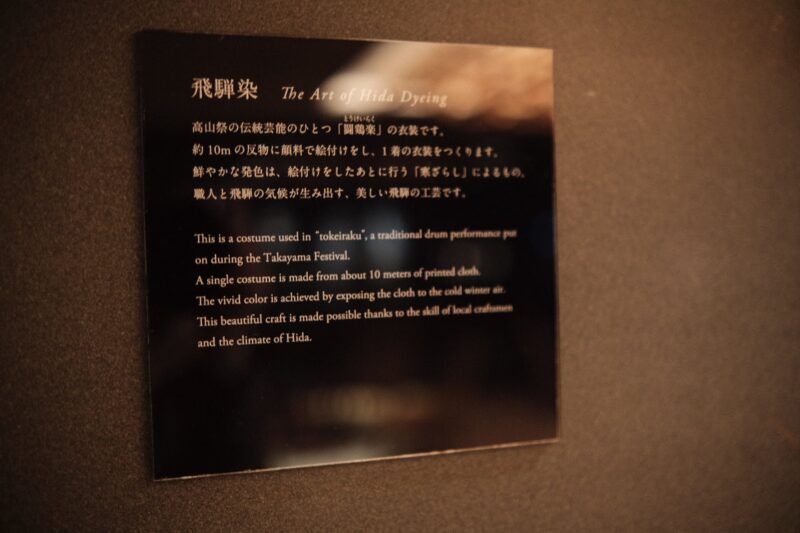 飛騨染 The Art of Hida Dyeing
とうけいらく
高山祭の伝統芸能のひとつ「闘鶏楽」の衣装です。
約10mの反物に顔料で絵付けをし、1着の衣装をつくります。
鮮やかな発色は、絵付けをしたあとに行う「寒ざらし」によるもの。
職人と飛騨の気候が生み出す、美しい飛騨の工芸です。
This is a costume used in "tokeiraku", a traditional drum performance put
on during the Takayama Festival.
A single costume is made from about 10 meters of printed cloth.
The vivid color is achieved by exposing the cloth to the cold winter air.
This beautiful craft is made possible thanks to the skill of local craftsmen
and the climate of Hida.